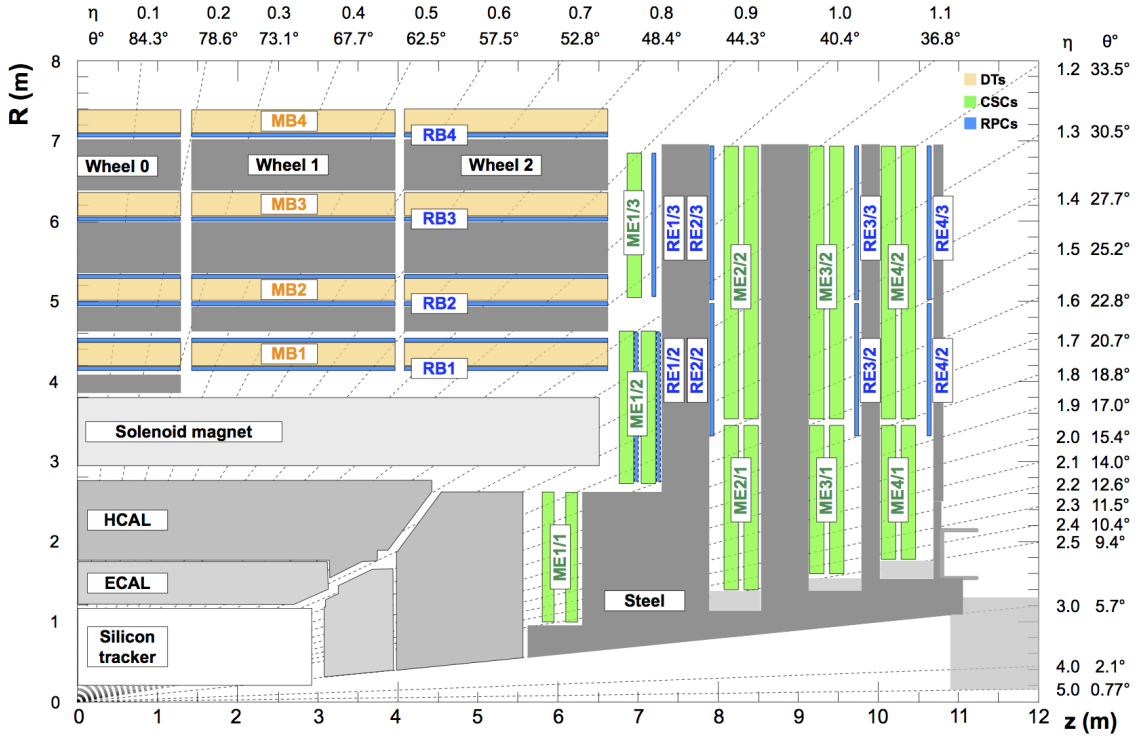 η 0.1 0.2 0.3 0.4 0.5 0.6 0.7 0.8 0.9 1.0 1.1
θ° 84.3° 78.6° 73.1° 67.7° 62.5° 57.5° 52.8° 48.4° 44.3° 40.4° 36.8°
η θ°
1.2 33.5°
1.3 30.5°
1.4 27.7°
1.5 25.2°
1.6 22.8°
1.7 20.7°
1.8 18.8°
1.9 17.0°
2.0 15.4°
2.1 14.0°
2.2 12.6°
2.3 11.5°
2.4 10.4°
2.5 9.4°
3.0 5.7°
4.0 2.1°
5.0 0.77°
R (m)
8
7
6
5
4
3
2
1
0
DTs
CSCs
RPCs
MB4
RB4
Wheel 0 Wheel 1 Wheel 2
MB3
RB3
MB2
RB2
MB1
RB1
Solenoid magnet
HCAL
ECAL
Silicon
tracker
Steel
ME1/3
RE1/3
RE2/3
ME2/2
ME3/2
RE3/3
ME4/2
RE4/3
ME1/2
RE1/2
RE2/2
RE3/2
RE4/2
ME1/1
ME2/1
ME3/1
ME4/1
0 1 2 3 4 5 6 7 8 9 10 11 12
z (m)